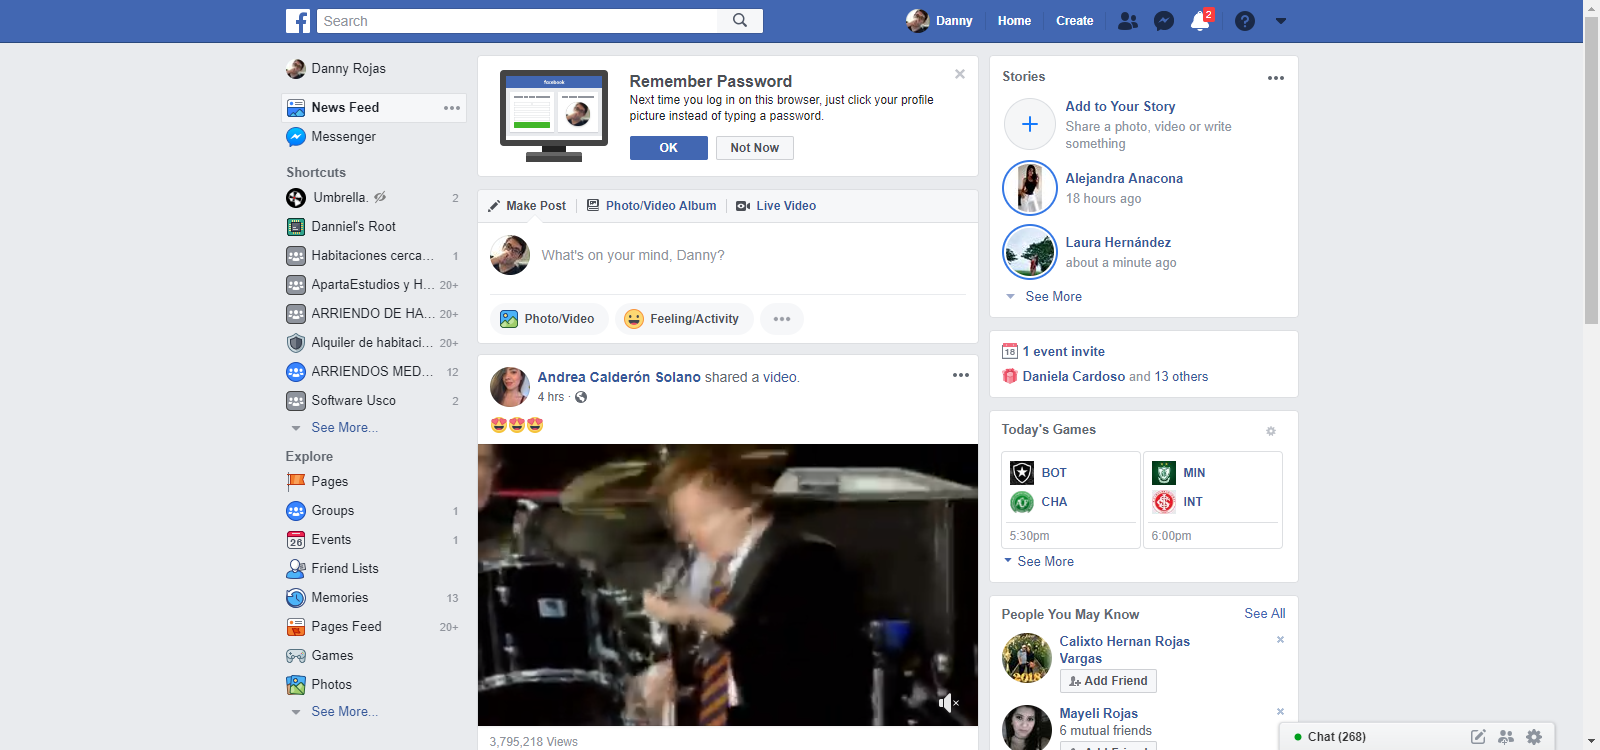 Search
Danny
Home
Create
2
Danny Rojas
News Feed
Messenger
Shortcuts
Umbrella. 2
Danniel's Root
Habitaciones cerca... 1
ApartaEstudios y H... 20+
ARRIENDO DE HA... 20+
Alquiler de habitaci... 20+
ARRIENDOS MED... 12
Software Usco 2
See More...
Explore
Pages
Groups 1
26
Events 1
Friend Lists
Memories 13
Pages Feed 20+
Games
Photos
See More...
facebook
Remember Password
Next time you log in on this browser, just click your profile
picture instead of typing a password.
OK
Not Now
Make Post
Photo/Video Album
Live Video
What's on your mind, Danny?
Photo/Video
Feeling/Activity
Andrea Calderón Solano shared a video.
4 hrs ·
3,795,218 Views
Stories
Add to Your Story
Share a photo, video or write
something
Alejandra Anacona
18 hours ago
Laura Hernández
about a minute ago
See More
18
1 event invite
Daniela Cardoso and 13 others
Today's Games
BOT
CHA
5:30pm
MIN
INT
6:00pm
See More
People You May Know
See All
Calixto Hernan Rojas
Vargas
Add Friend
2018
Mayeli Rojas
6 mutual friends
Add Friend
Chat (268)